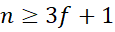 n ≥ 3f + 1